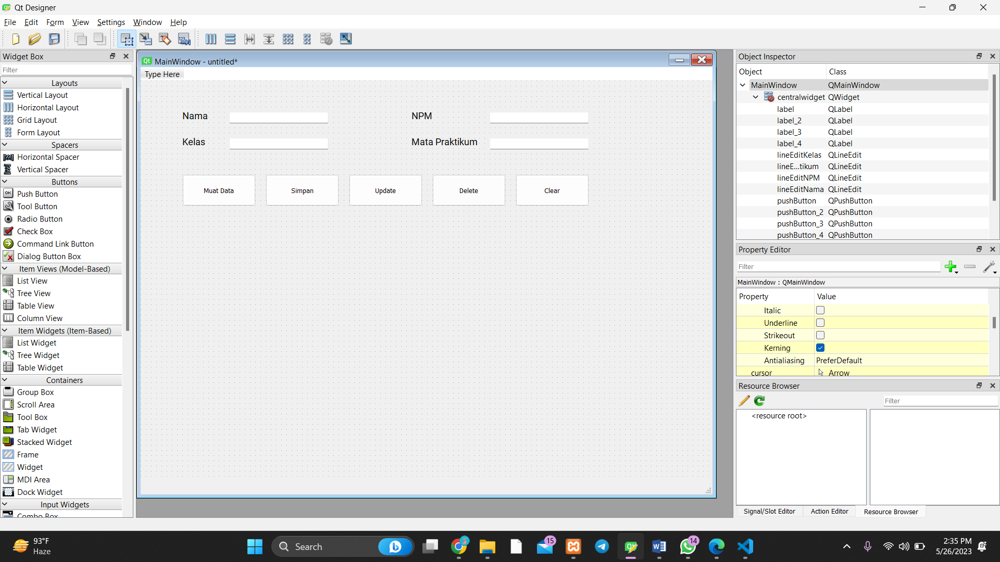 Qt Designer
File Edit Form View Settings Window Help
Widget Box
Filter
Layouts
Vertical Layout
Horizontal Layout
Grid Layout
Form Layout
Spacers
Horizontal Spacer
Vertical Spacer
Buttons
Push Button
Tool Button
Radio Button
Check Box
Command Link Button
Dialog Button Box
Item Views (Model-Based)
List View
Tree View
Table View
Column View
Item Widgets (Item-Based)
List Widget
Tree Widget
Table Widget
Containers
Group Box
Scroll Area
Tool Box
Tab Widget
Stacked Widget
Frame
Widget
MDI Area
Dock Widget
Input Widgets
Combo Box
MainWindow - untitled*
Type Here
Nama NPM
Kelas Mata Praktikum
Muat Data Simpan Update Delete Clear
Object Inspector
Object Class
MainWindow QMainWindow
centralwidget QWidget
label QLabel
label_2 QLabel
label_3 QLabel
label_4 QLabel
lineEditKelas QLineEdit
lineE...tikum QLineEdit
lineEditNPM QLineEdit
lineEditNama QLineEdit
pushButton QPushButton
pushButton_2 QPushButton
pushButton_3 QPushButton
pushButton_4 QPushButton
Property Editor
Filter
MainWindow : QMainWindow
Property Value
Italic
Underline
Strikeout
Kerning
Antialiasing PreferDefault
cursor Arrow
Resource Browser
Filter
<resource root>
Signal/Slot Editor Action Editor Resource Browser
93°F
Haze
Search
15
14
2:35 PM
5/26/2023